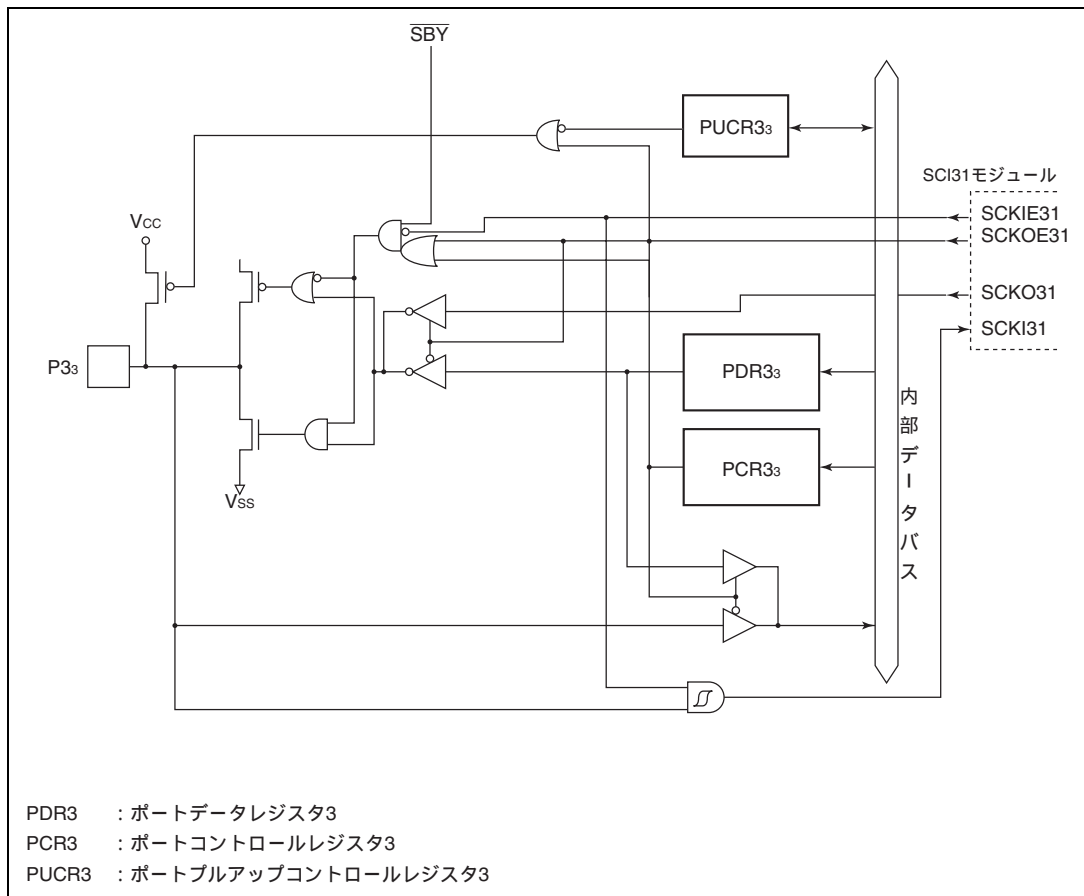 SBY
PUCR3₃
SCI31モジュール
SCKIE31
SCKOE31
SCKO31
SCKI31
VCC
P3₃
PDR3₃
PCR3₃
VSS
内部データバス
PDR3 ：ポートデータレジスタ3
PCR3 ：ポートコントロールレジスタ3
PUCR3 ：ポートプルアップコントロールレジスタ3